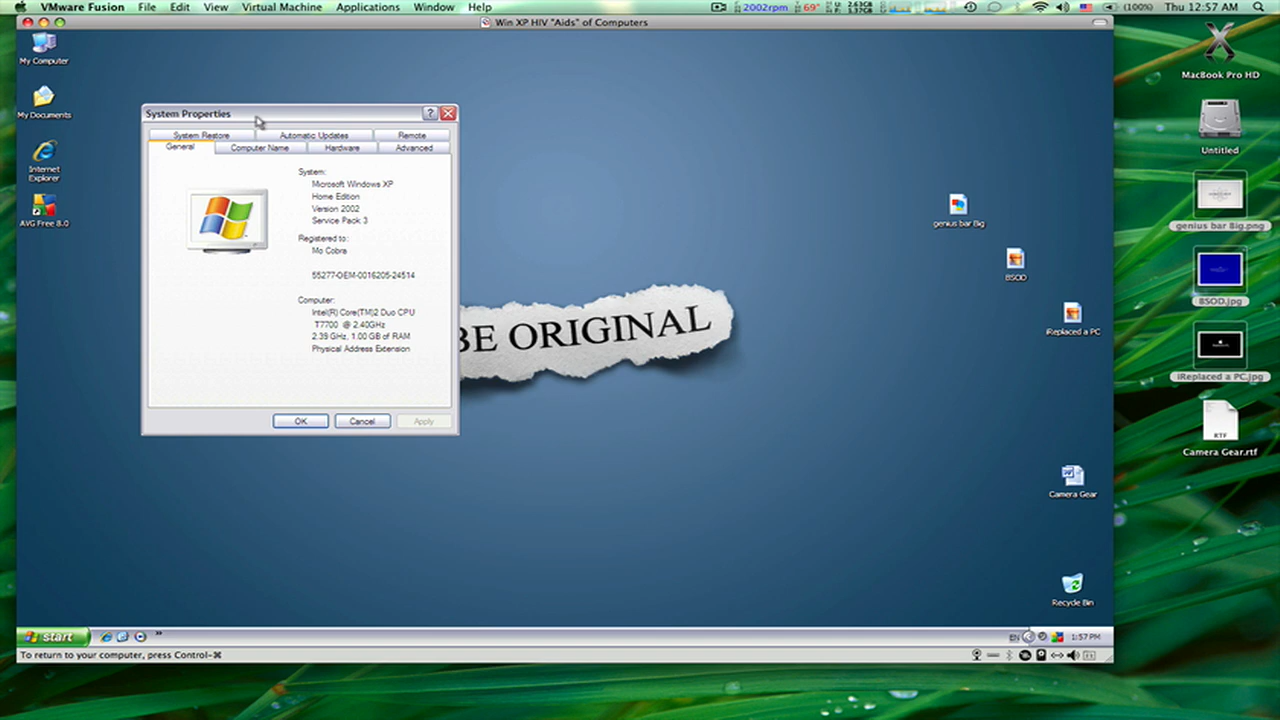 VMware Fusion File Edit View Virtual Machine Applications Window Help 2002rpm 69° 2.63GB 1.37GB (100%) Thu 12:57 AM
Win XP HIV "Aids" of Computers
My Computer
My Documents
Internet
Explorer
AVG Free 8.0
System Properties
System Restore Automatic Updates Remote
General Computer Name Hardware Advanced
System:
Microsoft Windows XP
Home Edition
Version 2002
Service Pack 3
Registered to:
Mo Cobra
55277-OEM-0016205-24514
Computer:
Intel(R) Core(TM)2 Duo CPU
T7700 @ 2.40GHz
2.39 GHz, 1.00 GB of RAM
Physical Address Extension
OK Cancel Apply
BE ORIGINAL
genius bar Big
BSOD
iReplaced a PC
Camera Gear
Recycle Bin
MacBook Pro HD
Untitled
genius bar Big.png
BSOD.jpg
iReplaced a PC.jpg
RTF
Camera Gear.rtf
start » EN 1:57 PM
To return to your computer, press Control-⌘